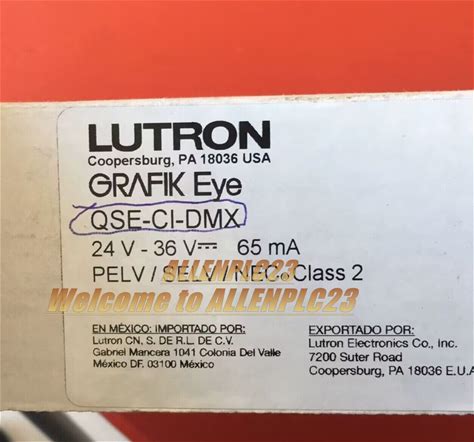 LUTRON
Coopersburg, PA 18036 USA
GRAFIK Eye
QSE-CI-DMX
24 V - 36 V⎓ 65 mA
PELV / SELV / NEC® Class 2
ALLENPLC23
Welcome to ALLENPLC23
EN MÉXICO: IMPORTADO POR:
Lutron CN, S. DE R.L. DE C.V.
Gabriel Mancera 1041 Colonia Del Valle
México DF. 03100 México
EXPORTADO POR:
Lutron Electronics Co., Inc.
7200 Suter Road
Coopersburg, PA 18036 E.U.A